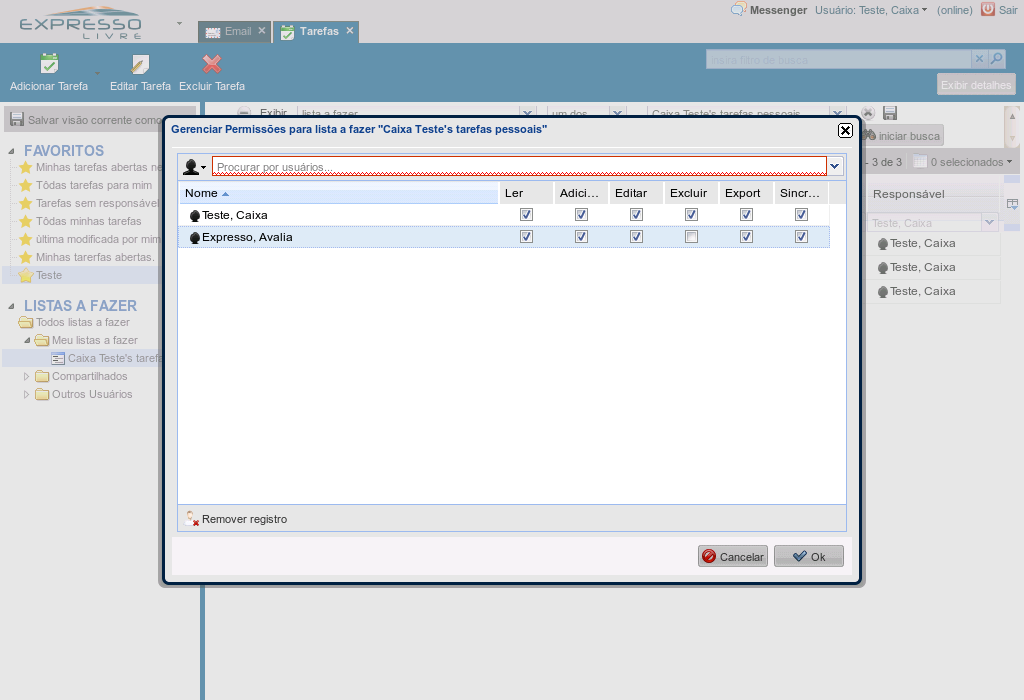 EXPRESSO
LIVRE
Email
Tarefas
Messenger
Usuário: Teste, Caixa
(online)
Sair
Adicionar Tarefa
Editar Tarefa
Excluir Tarefa
Insira filtro de busca
Exibir detalhes
Salvar visão corrente como
Exibir
lista a fazer
um dos
Caixa Teste's tarefas pessoais
iniciar busca
- 3 de 3
0 selecionados
FAVORITOS
Minhas tarefas abertas ne
Tôdas tarefas para mim
Tarefas sem responsável
Tôdas minhas tarefas
última modificada por mim
Minhas tarerfas abertas.
Teste
LISTAS A FAZER
Todos listas a fazer
Meu listas a fazer
Caixa Teste's tarefa
Compartilhados
Outros Usuários
Gerenciar Permissões para lista a fazer "Caixa Teste's tarefas pessoais"
Procurar por usuários...
Nome
Ler
Adici...
Editar
Excluir
Export
Sincr...
Teste, Caixa
Expresso, Avalia
Remover registro
Cancelar
Ok
Responsável
Teste, Caixa
Teste, Caixa
Teste, Caixa
Teste, Caixa